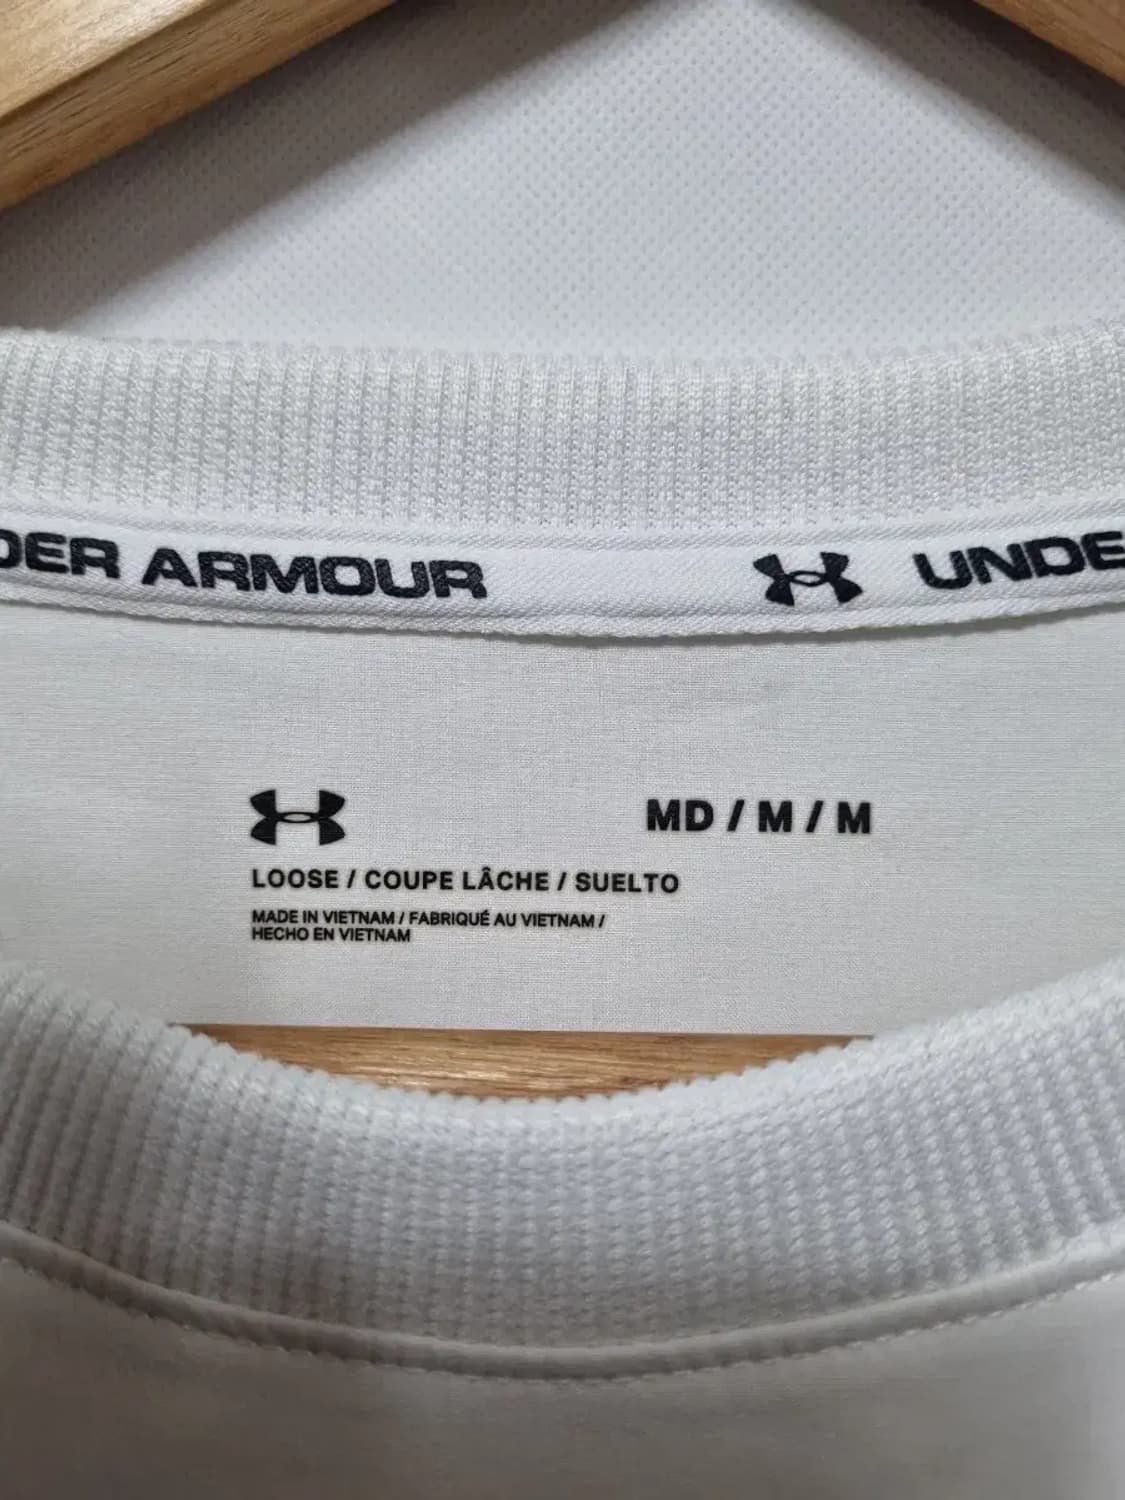 DER ARMOUR UNDE
MD / M / M
LOOSE / COUPE LÂCHE / SUELTO
MADE IN VIETNAM / FABRIQUÉ AU VIETNAM /
HECHO EN VIETNAM